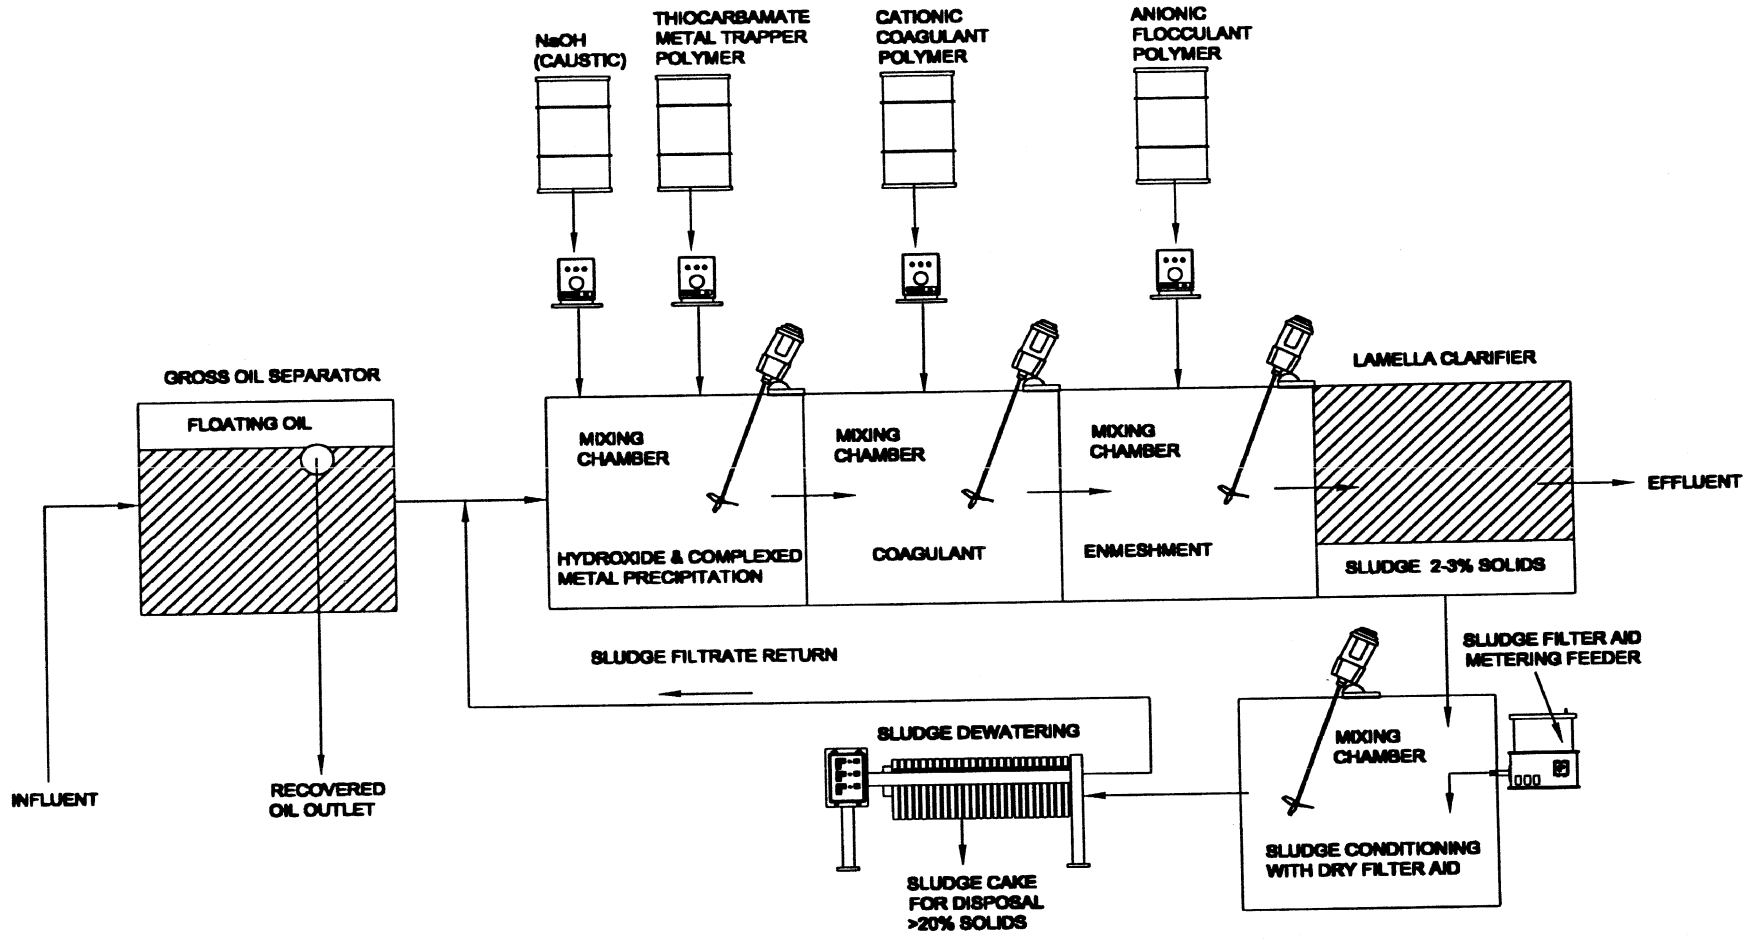 NaOH
(CAUSTIC)
THIOCARBAMATE
METAL TRAPPER
POLYMER
CATIONIC
COAGULANT
POLYMER
ANIONIC
FLOCCULANT
POLYMER
GROSS OIL SEPARATOR
FLOATING OIL
LAMELLA CLARIFIER
MIXING
CHAMBER
MIXING
CHAMBER
MIXING
CHAMBER
EFFLUENT
HYDROXIDE & COMPLEXED
METAL PRECIPITATION
COAGULANT
ENMESHMENT
SLUDGE 2-3% SOLIDS
SLUDGE FILTRATE RETURN
SLUDGE FILTER AID
METERING FEEDER
INFLUENT
RECOVERED
OIL OUTLET
SLUDGE DEWATERING
MIXING
CHAMBER
SLUDGE CONDITIONING
WITH DRY FILTER AID
SLUDGE CAKE
FOR DISPOSAL
>20% SOLIDS